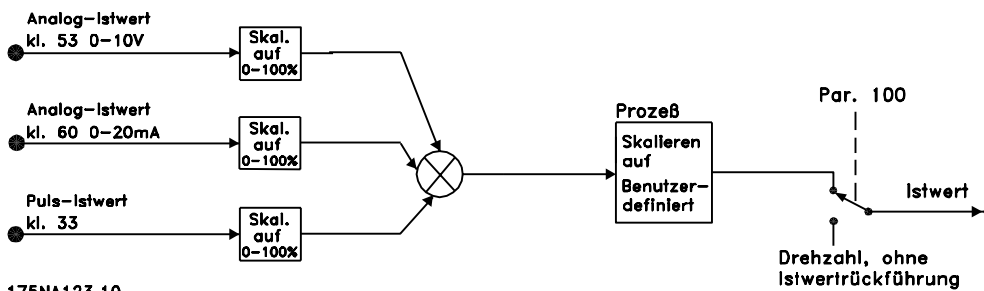 Analog-Istwert
kl. 53 0-10V
Skal.
auf
0-100%
Analog-Istwert
kl. 60 0-20mA
Skal.
auf
0-100%
Puls-Istwert
kl. 33
Skal.
auf
0-100%
Prozeß
Skalieren
auf
Benutzer-
definiert
Par. 100
Istwert
Drehzahl, ohne
Istwertrückführung
175NA123.10